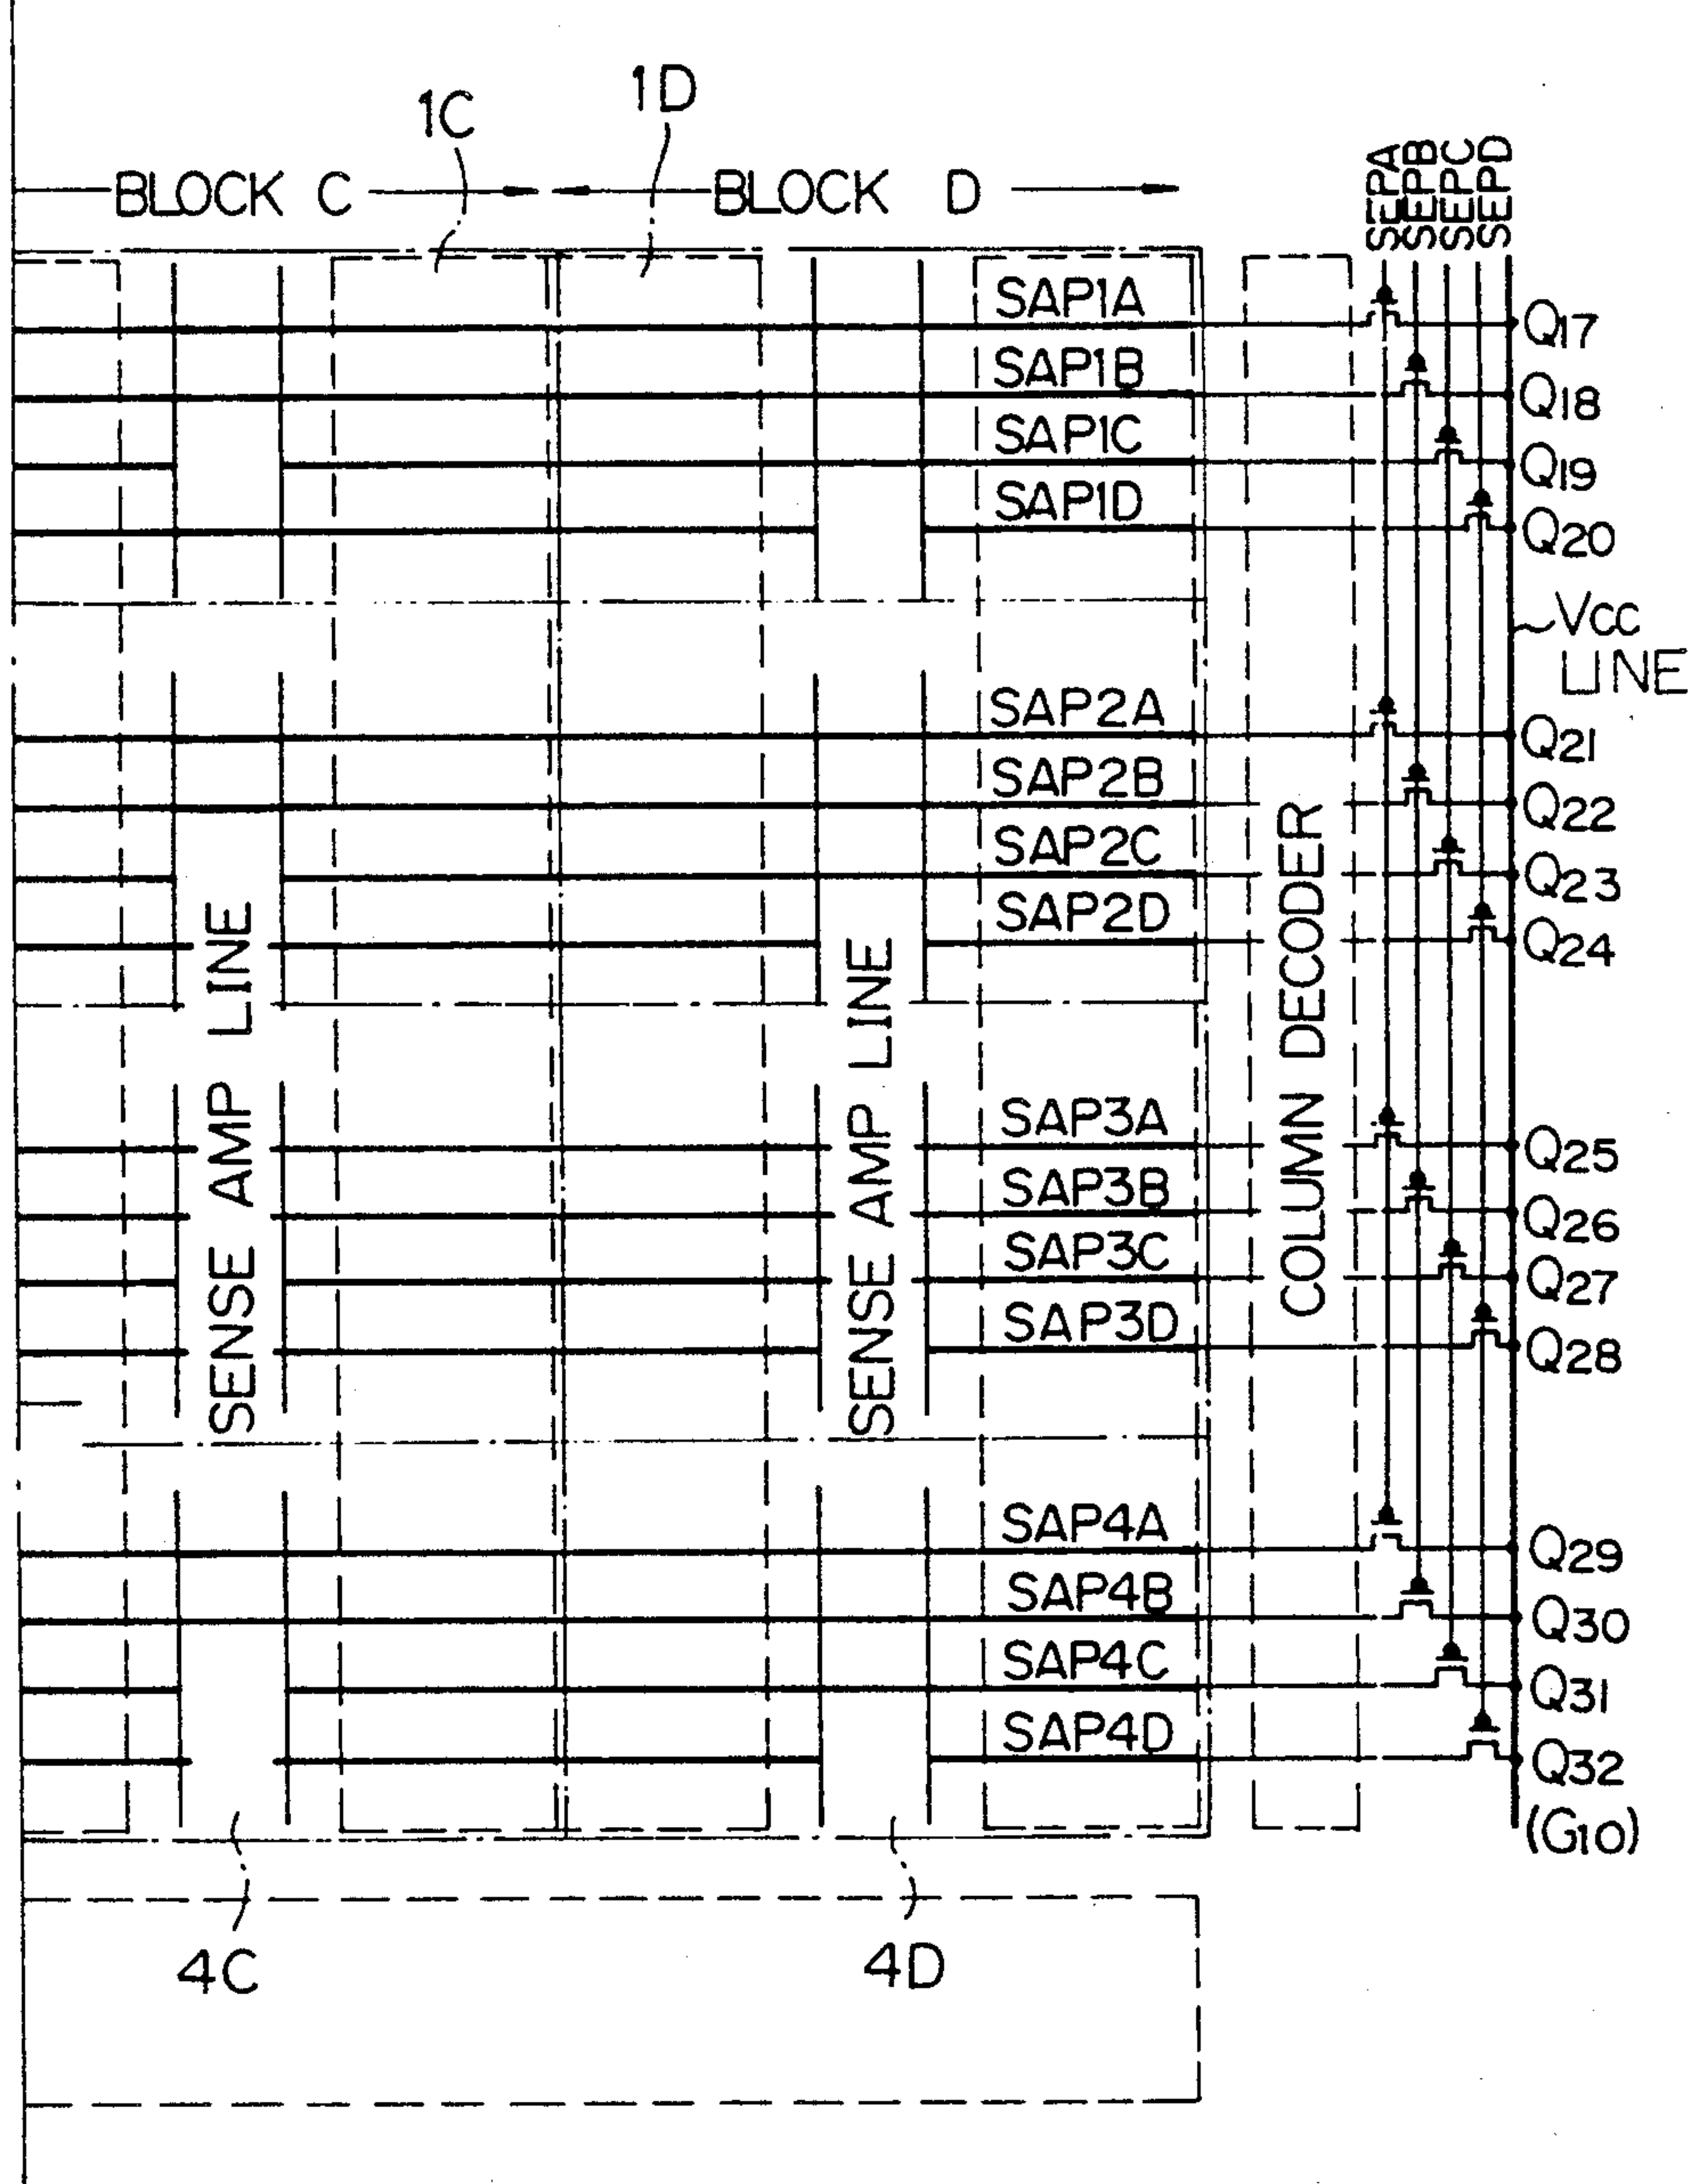 1C
1D
BLOCK C
BLOCK D
SEPA
SEPB
SEPC
SEPD
SAP1A
Q17
SAP1B
Q18
SAP1C
Q19
SAP1D
Q20
VCC
LINE
SAP2A
Q21
SAP2B
Q22
SAP2C
Q23
SAP2D
Q24
SENSE AMP LINE
SENSE AMP LINE
COLUMN DECODER
SAP3A
Q25
SAP3B
Q26
SAP3C
Q27
SAP3D
Q28
SAP4A
Q29
SAP4B
Q30
SAP4C
Q31
SAP4D
Q32
(G10)
4C
4D